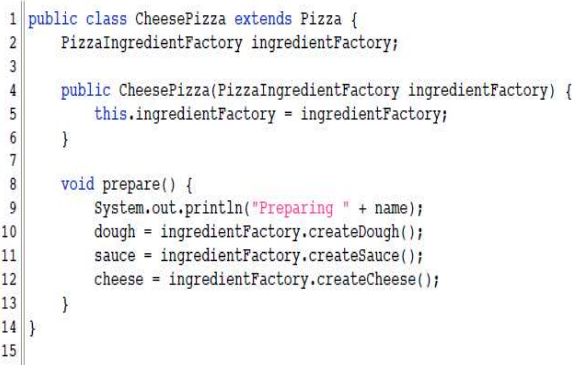 1 public class CheesePizza extends Pizza {
2     PizzaIngredientFactory ingredientFactory;
3
4     public CheesePizza(PizzaIngredientFactory ingredientFactory) {
5         this.ingredientFactory = ingredientFactory;
6     }
7
8     void prepare() {
9         System.out.println("Preparing " + name);
10         dough = ingredientFactory.createDough();
11         sauce = ingredientFactory.createSauce();
12         cheese = ingredientFactory.createCheese();
13     }
14 }
15